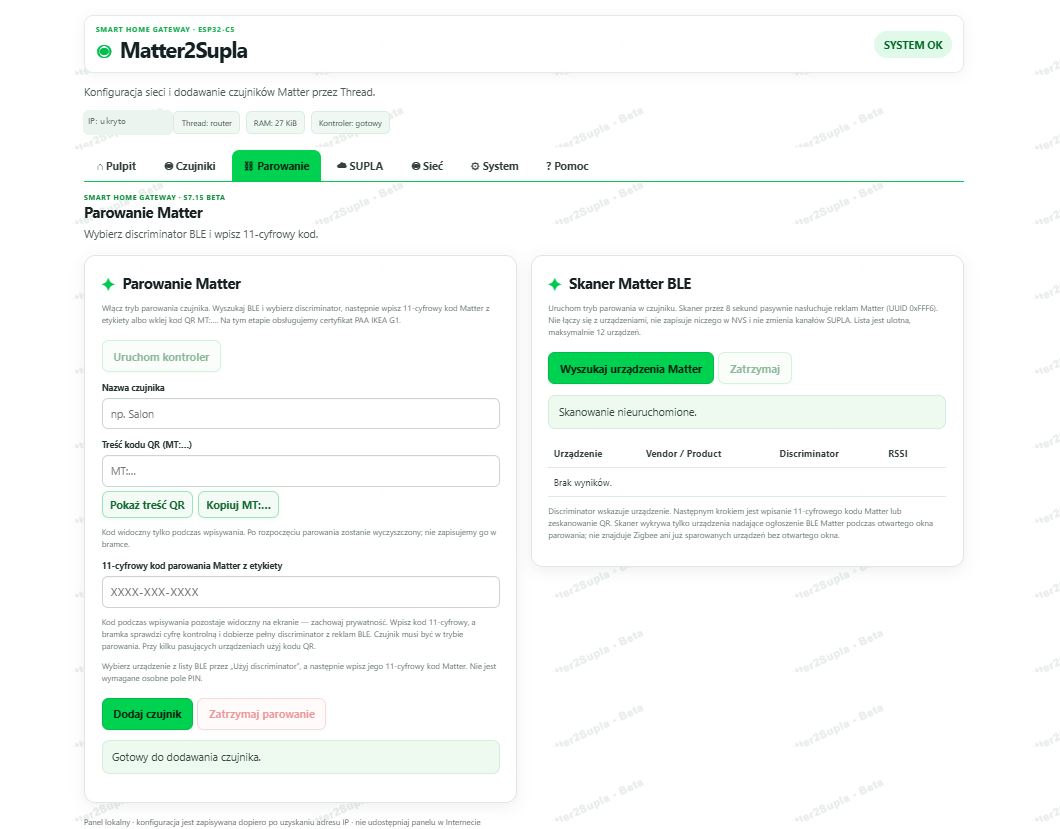 SMART HOME GATEWAY · ESP32-C5
Matter2Supla
SYSTEM OK
Konfiguracja sieci i dodawanie czujników Matter przez Thread.
IP: ukryto
Thread: router
RAM: 27 KiB
Kontroler: gotowy
Pulpit
Czujniki
Parowanie
SUPLA
Sieć
System
? Pomoc
SMART HOME GATEWAY · S7.15 BETA
Parowanie Matter
Wybierz discriminator BLE i wpisz 11-cyfrowy kod.
Parowanie Matter
Włącz tryb parowania czujnika. Wyszukaj BLE i wybierz discriminator, następnie wpisz 11-cyfrowy kod Matter z
etykiety albo wklej kod QR MT:.... Na tym etapie obsługujemy certyfikat PAA IKEA G1.
Uruchom kontroler
Nazwa czujnika
np. Salon
Treść kodu QR (MT:...)
MT:...
Pokaż treść QR
Kopiuj MT:...
Kod widoczny tylko podczas wpisywania. Po rozpoczęciu parowania zostanie wyczyszczony; nie zapisujemy go w
bramce.
11-cyfrowy kod parowania Matter z etykiety
XXXX-XXX-XXXX
Kod podczas wpisywania pozostaje widoczny na ekranie — zachowaj prywatność. Wpisz kod 11-cyfrowy, a
bramka sprawdzi cyfrę kontrolną i dobierze pełny discriminator z reklam BLE. Czujnik musi być w trybie
parowania. Przy kilku pasujących urządzeniach użyj kodu QR.
Wybierz urządzenie z listy BLE przez „Użyj discriminator", a następnie wpisz jego 11-cyfrowy kod Matter. Nie jest
wymagane osobne pole PIN.
Dodaj czujnik
Zatrzymaj parowanie
Gotowy do dodawania czujnika.
Skaner Matter BLE
Uruchom tryb parowania w czujniku. Skaner przez 8 sekund pasywnie nasłuchuje reklam Matter (UUID 0xFFF6).
Nie łączy się z urządzeniami, nie zapisuje niczego w NVS i nie zmienia kanałów SUPLA. Lista jest ulotna,
maksymalnie 12 urządzeń.
Wyszukaj urządzenia Matter
Zatrzymaj
Skanowanie nieuruchomione.
Urządzenie Vendor / Product Discriminator RSSI
Brak wyników.
Discriminator wskazuje urządzenie. Następnym krokiem jest wpisanie 11-cyfrowego kodu Matter lub
zeskanowanie QR. Skaner wykrywa tylko urządzenia nadające ogłoszenie BLE Matter podczas otwartego okna
parowania; nie znajduje Zigbee ani już sparowanych urządzeń bez otwartego okna.
Panel lokalny · konfiguracja jest zapisywana dopiero po uzyskaniu adresu IP · nie udostępniaj panelu w Internecie